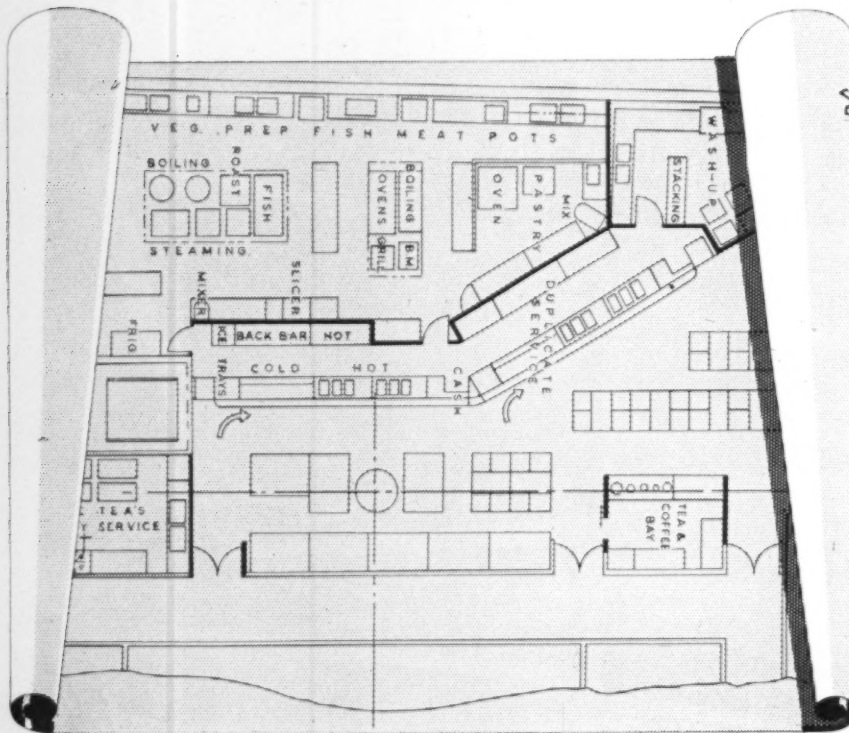 VEG. PREP FISH MEAT POTS
WASH-UP
STACKING
BOILING
ROAST
FISH
STEAMING
OVENS
BOILING
GRILL
B.M
OVEN
PASTRY
MIX
MIXER
SLICER
FRIG
ICE
BACK BAR
HOT
TRAYS
COLD
HOT
CASH
DUPLICATE
SERVICE
TEA'S
Y SERVICE
TEA &
COFFEE
BAY